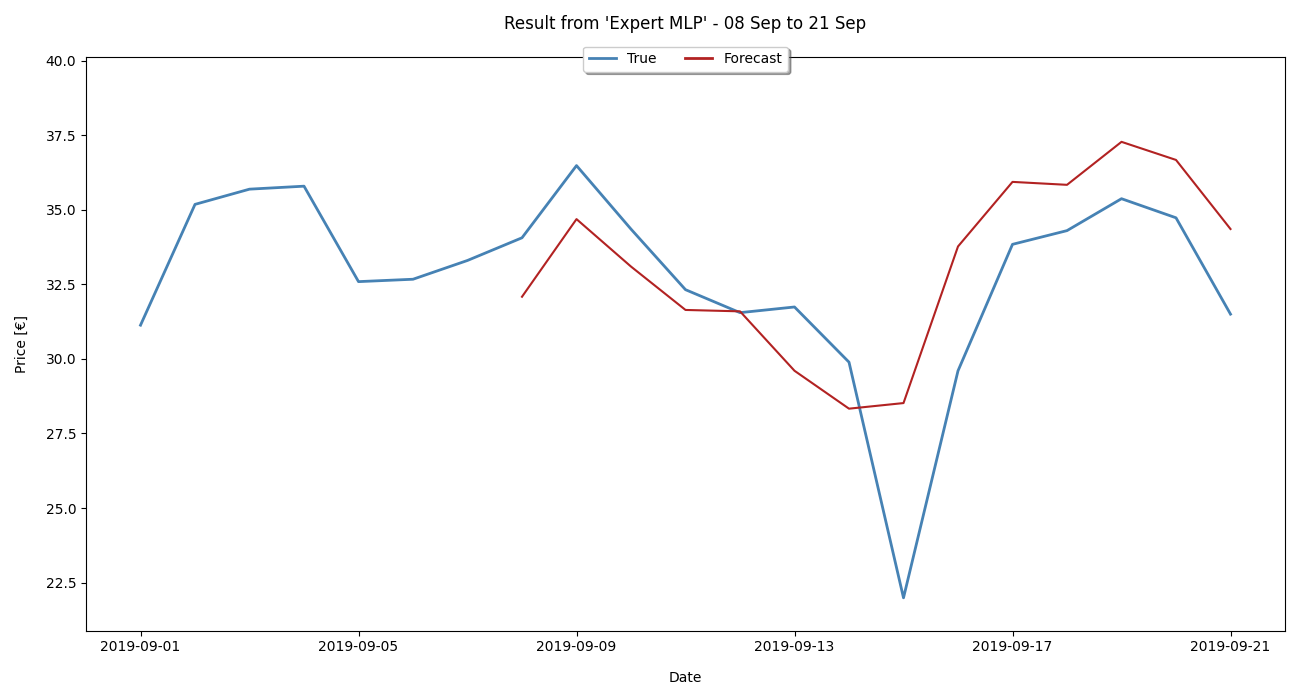 Result from 'Expert MLP' - 08 Sep to 21 Sep
True Forecast
40.0
37.5
35.0
32.5
30.0
27.5
25.0
22.5
Price [€]
2019-09-01 2019-09-05 2019-09-09 2019-09-13 2019-09-17 2019-09-21
Date